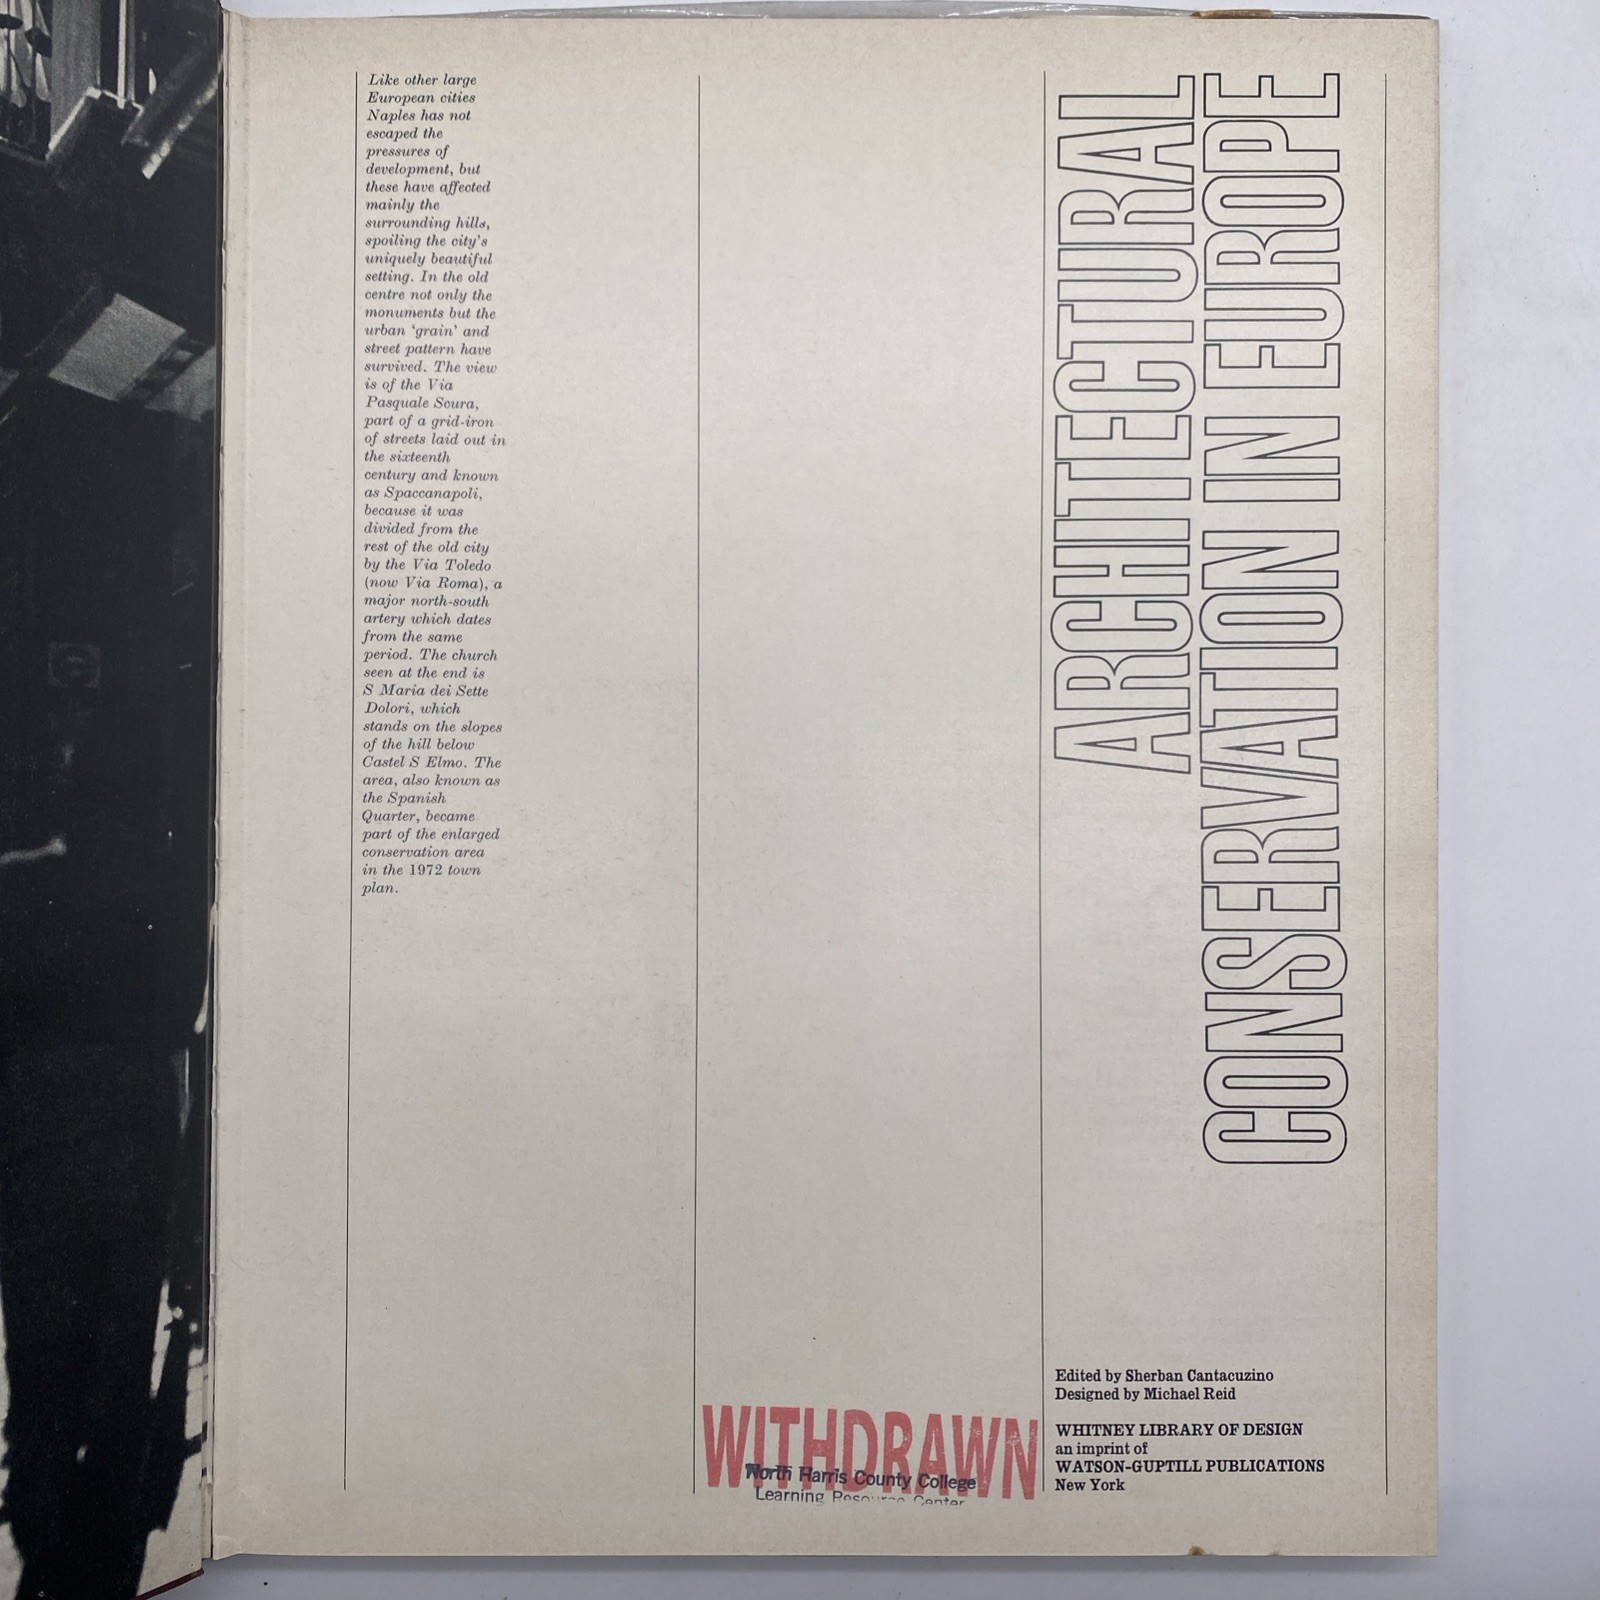 Like other large
European cities
Naples has not
escaped the
pressures of
development, but
these have affected
mainly the
surrounding hills,
spoiling the city's
uniquely beautiful
setting. In the old
centre not only the
monuments but the
urban 'grain' and
street pattern have
survived. The view
is of the Via
Pasquale Scura,
part of a grid-iron
of streets laid out in
the sixteenth
century and known
as Spaccanapoli,
because it was
divided from the
rest of the old city
by the Via Toledo
(now Via Roma), a
major north-south
artery which dates
from the same
period. The church
seen at the end is
S Maria dei Sette
Dolori, which
stands on the slopes
of the hill below
Castel S Elmo. The
area, also known as
the Spanish
Quarter, became
part of the enlarged
conservation area
in the 1972 town
plan.
ARCHITECTURAL
CONSERVATION IN EUROPE
Edited by Sherban Cantacuzino
Designed by Michael Reid
WHITNEY LIBRARY OF DESIGN
an imprint of
WATSON-GUPTILL PUBLICATIONS
New York
WITHDRAWN
North Harris County College
Learning Resource Center